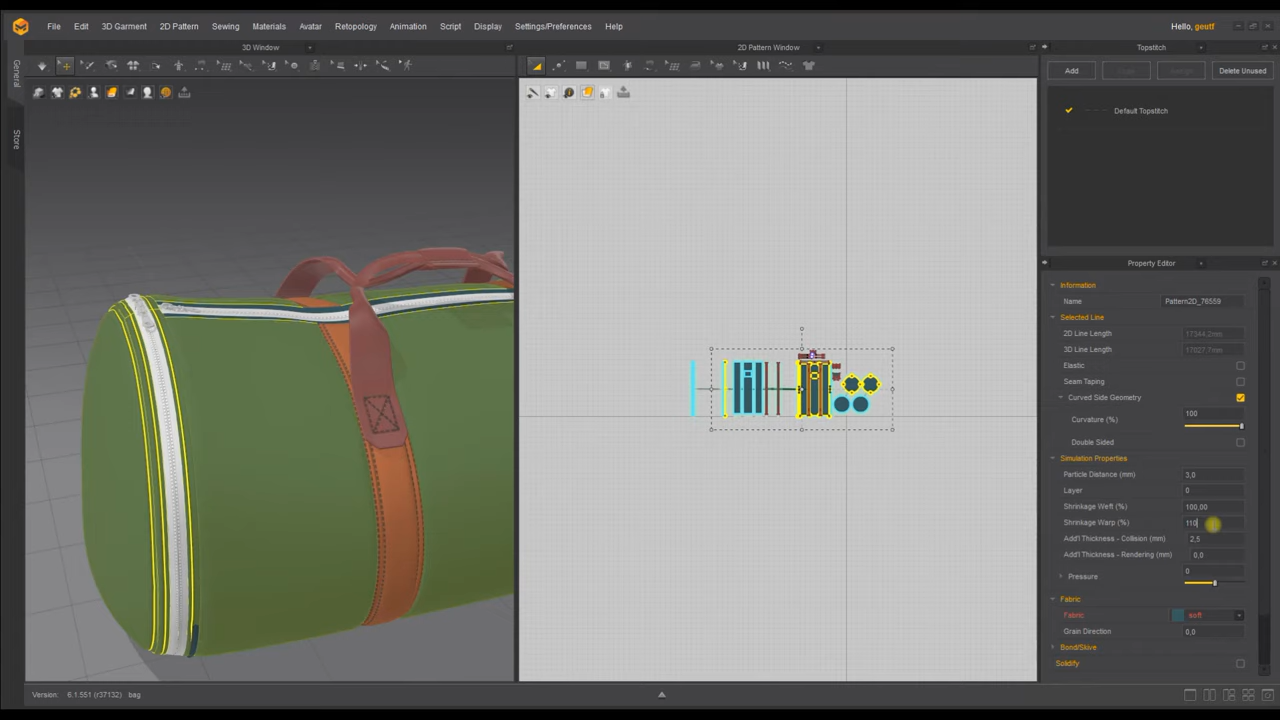 File Edit 3D Garment 2D Pattern Sewing Materials Avatar Retopology Animation Script Display Settings/Preferences Help
Hello, geutf
3D Window
2D Pattern Window
Topstitch
General
Store
Add
Delete Unused
Default Topstitch
Property Editor
Information
Name Pattern2D_76559
Selected Line
2D Line Length 17344.2mm
3D Line Length 17027.7mm
Elastic
Seam Taping
Curved Side Geometry
Curvature (%) 100
Double Sided
Simulation Properties
Particle Distance (mm) 3,0
Layer 0
Shrinkage Weft (%) 100,00
Shrinkage Warp (%) 110
Add'l Thickness - Collision (mm) 2,5
Add'l Thickness - Rendering (mm) 0,0
Pressure 0
Fabric
Fabric soft
Grain Direction 0,0
Bond/Skive
Solidify
Version: 6.1.551 (r37132) bag